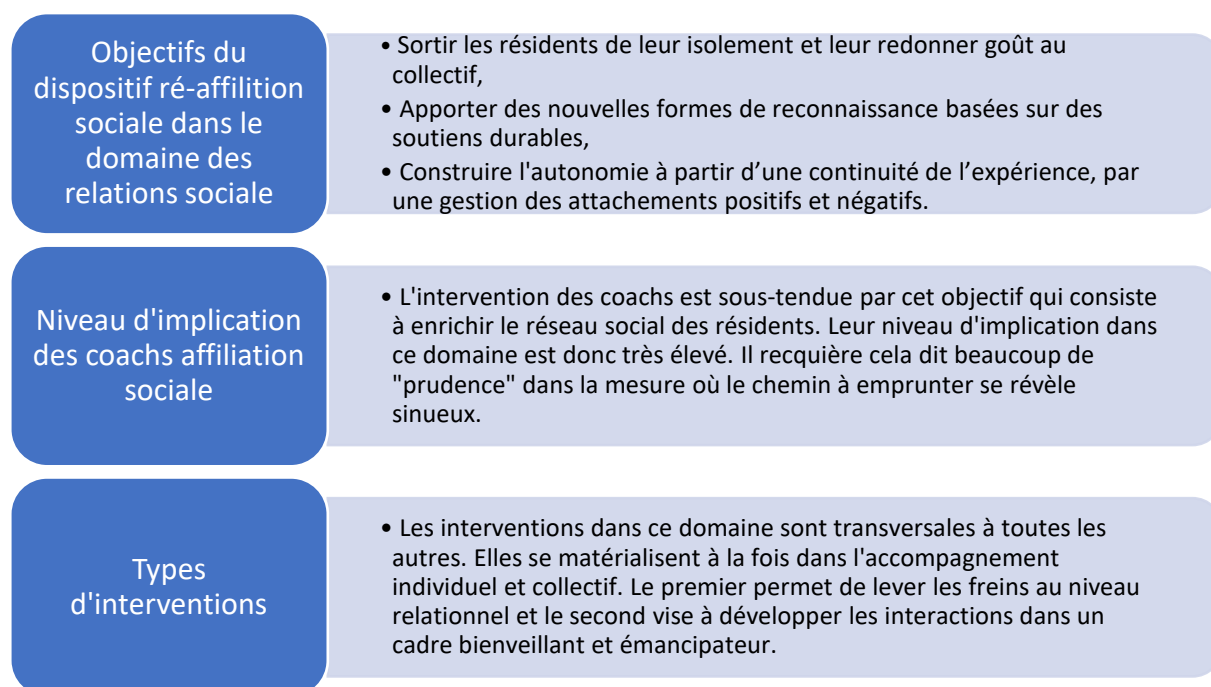 Objectifs du
dispositif ré-affilition
sociale dans le
domaine des
relations sociale
• Sortir les résidents de leur isolement et leur redonner goût au
collectif,
• Apporter des nouvelles formes de reconnaissance basées sur des
soutiens durables,
• Construire l'autonomie à partir d’une continuité de l’expérience, par
une gestion des attachements positifs et négatifs.
Niveau d'implication
des coachs affiliation
sociale
• L'intervention des coachs est sous-tendue par cet objectif qui consiste
à enrichir le réseau social des résidents. Leur niveau d'implication dans
ce domaine est donc très élevé. Il recquière cela dit beaucoup de
"prudence" dans la mesure où le chemin à emprunter se révèle
sinueux.
Types
d'interventions
• Les interventions dans ce domaine sont transversales à toutes les
autres. Elles se matérialisent à la fois dans l'accompagnement
individuel et collectif. Le premier permet de lever les freins au niveau
relationnel et le second vise à développer les interactions dans un
cadre bienveillant et émancipateur.